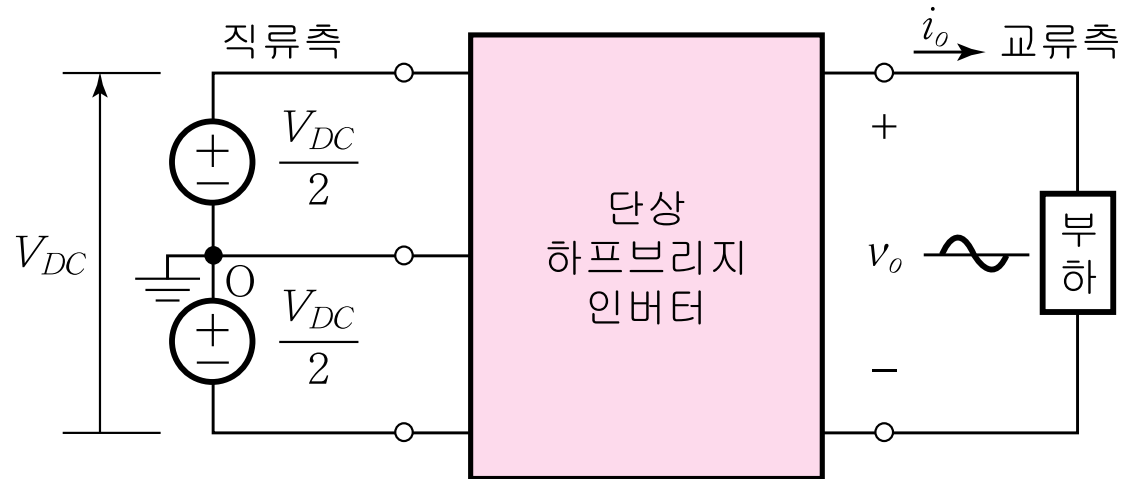 직류측
i_o
교류측
+
−
V_DC
V_DC/2
O
+
−
V_DC/2
단상
하프브리지
인버터
+
v_o
−
부
하